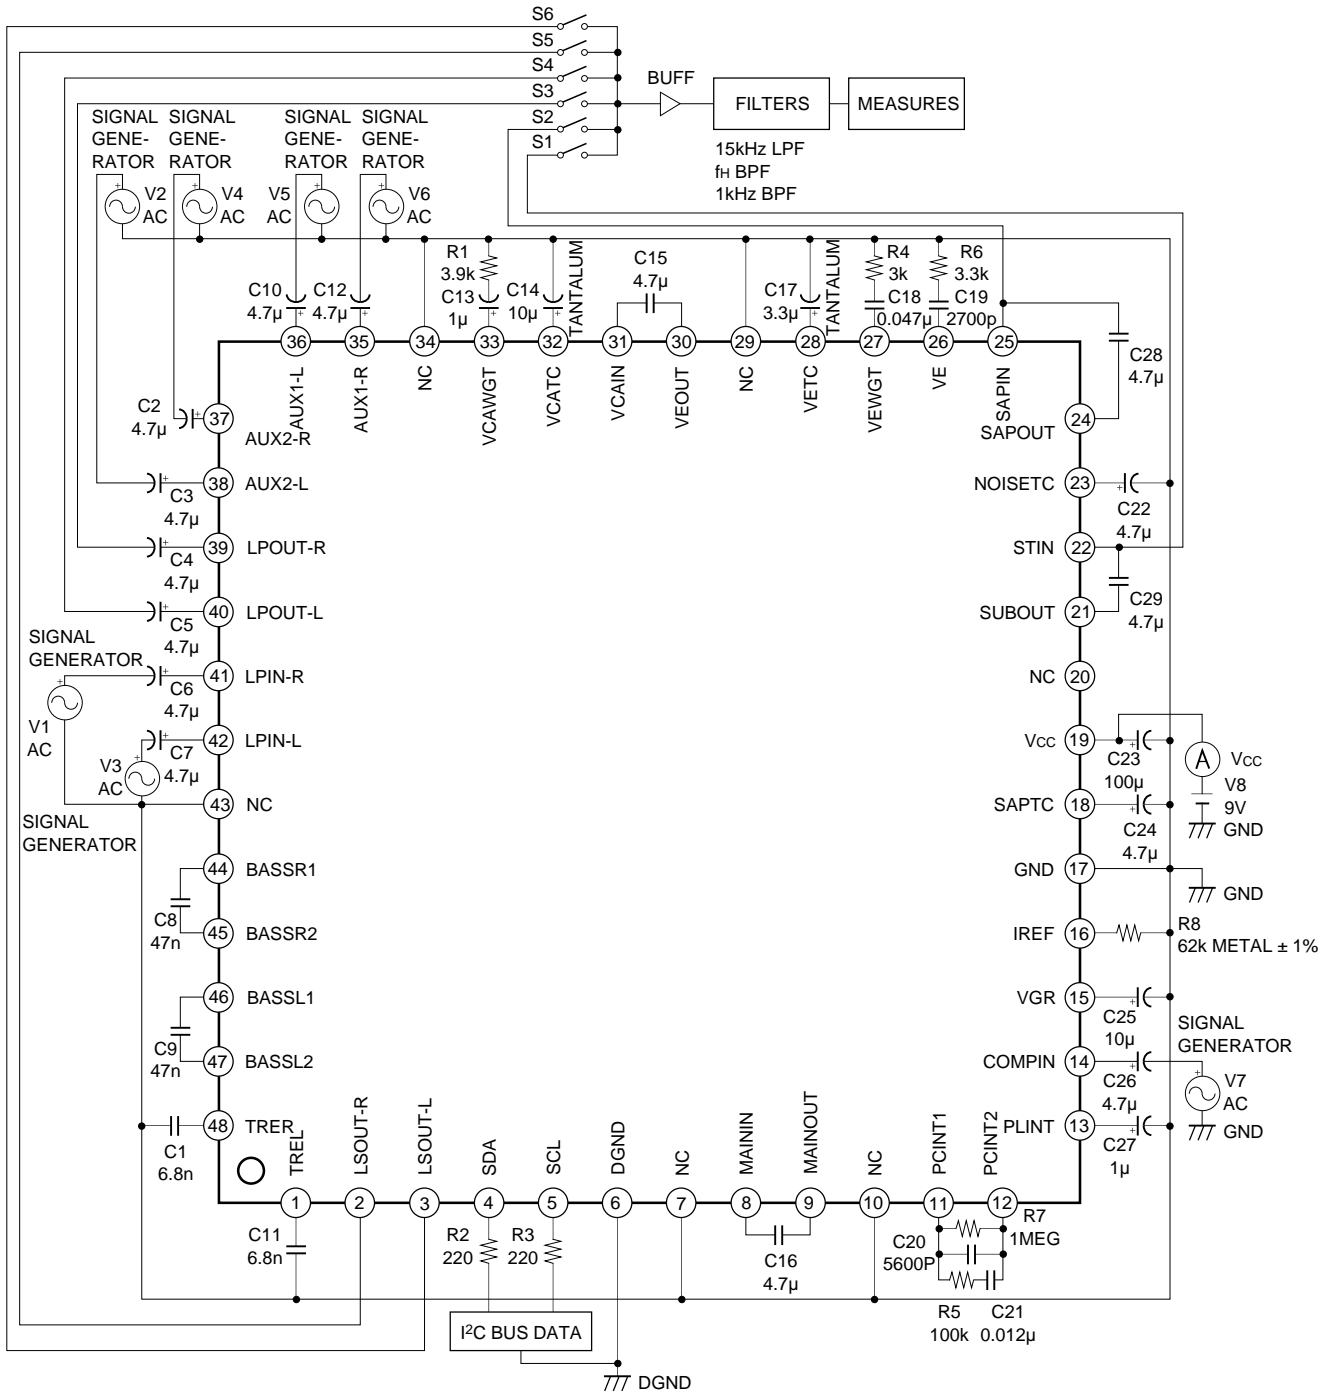 S6
S5
S4
S3
S2
S1
BUFF
FILTERS
MEASURES
15kHz LPF
fH BPF
1kHz BPF
SIGNAL
GENE-
RATOR
SIGNAL
GENE-
RATOR
SIGNAL
GENE-
RATOR
SIGNAL
GENE-
RATOR
+
V2
AC
+
V4
AC
+
V5
AC
+
V6
AC
C10
4.7µ
+
C12
4.7µ
+
R1
3.9k
C13
1µ
+
C14
10µ
+
TANTALUM
C15
4.7µ
C17
3.3µ
+
TANTALUM
R4
3k
C18
0.047µ
R6
3.3k
C19
2700p
C28
4.7µ
36
35
34
33
32
31
30
29
28
27
26
25
AUX1-L
AUX1-R
NC
VCAWGT
VCATC
VCAIN
VEOUT
NC
VETC
VEWGT
VE
SAPIN
C2
4.7µ
+
37
AUX2-R
C3
4.7µ
+
38
AUX2-L
C4
4.7µ
+
39
LPOUT-R
C5
4.7µ
+
40
LPOUT-L
SIGNAL
GENERATOR
+
V1
AC
C6
4.7µ
+
41
LPIN-R
C7
4.7µ
+
42
LPIN-L
+
V3
AC
SIGNAL
GENERATOR
43
NC
44
BASSR1
C8
47n
45
BASSR2
46
BASSL1
C9
47n
47
BASSL2
48
TRER
C1
6.8n
24
SAPOUT
NOISETC
23
+
C22
4.7µ
STIN
22
SUBOUT
21
C29
4.7µ
NC
20
VCC
19
+
C23
100µ
A
VCC
V8
9V
GND
SAPTC
18
+
C24
4.7µ
GND
17
GND
IREF
16
R8
62k METAL ± 1%
VGR
15
+
C25
10µ
SIGNAL
GENERATOR
COMPIN
14
+
C26
4.7µ
+
V7
AC
GND
PLINT
13
+
C27
1µ
TREL
LSOUT-R
LSOUT-L
SDA
SCL
DGND
NC
MAININ
MAINOUT
NC
PCINT1
PCINT2
1
2
3
4
5
6
7
8
9
10
11
12
C11
6.8n
R2
220
R3
220
C16
4.7µ
C20
5600P
R7
1MEG
R5
100k
C21
0.012µ
I²C BUS DATA
DGND